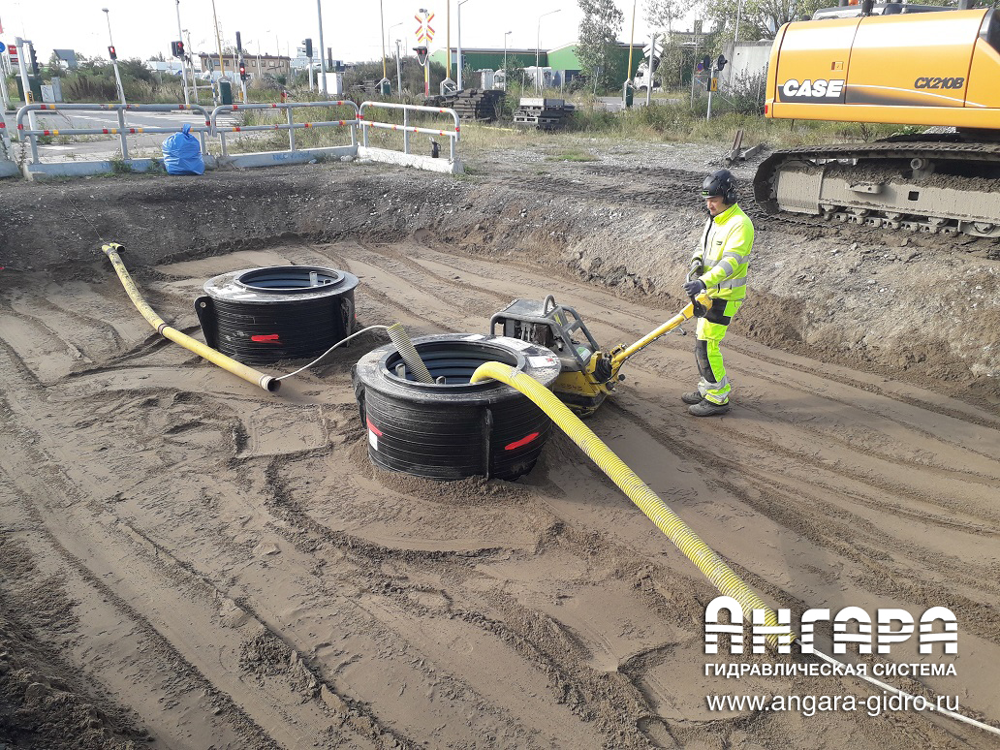 CASE
CX210B
АНГАРА
ГИДРАВЛИЧЕСКАЯ СИСТЕМА
www.angara-gidro.ru